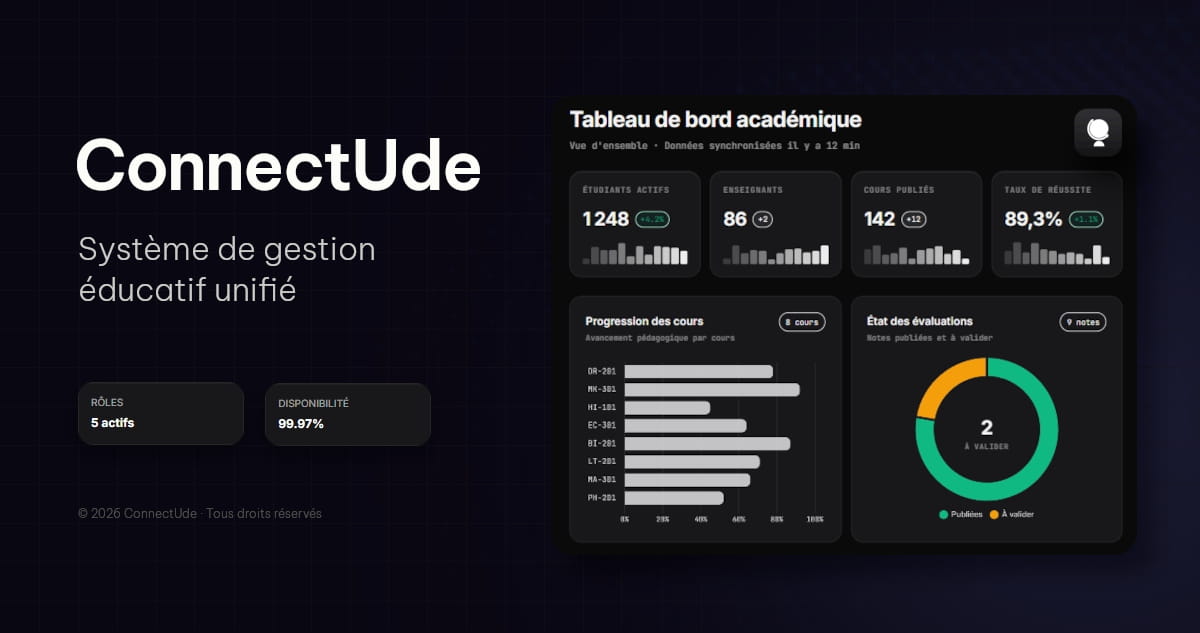 ConnectUde
Système de gestion
éducatif unifié
RÔLES
5 actifs
DISPONIBILITÉ
99.97%
© 2026 ConnectUde · Tous droits réservés
Tableau de bord académique
Vue d'ensemble · Données synchronisées il y a 12 min
ÉTUDIANTS ACTIFS
1 248 +4.2%
ENSEIGNANTS
86 +2
COURS PUBLIÉS
142 +12
TAUX DE RÉUSSITE
89,3% +1.1%
Progression des cours
8 cours
Avancement pédagogique par cours
DR-201
MK-301
HI-101
EC-301
BI-201
LT-201
MA-301
PH-201
0% 20% 40% 60% 80% 100%
État des évaluations
9 notes
Notes publiées et à valider
2
À VALIDER
Publiées À valider